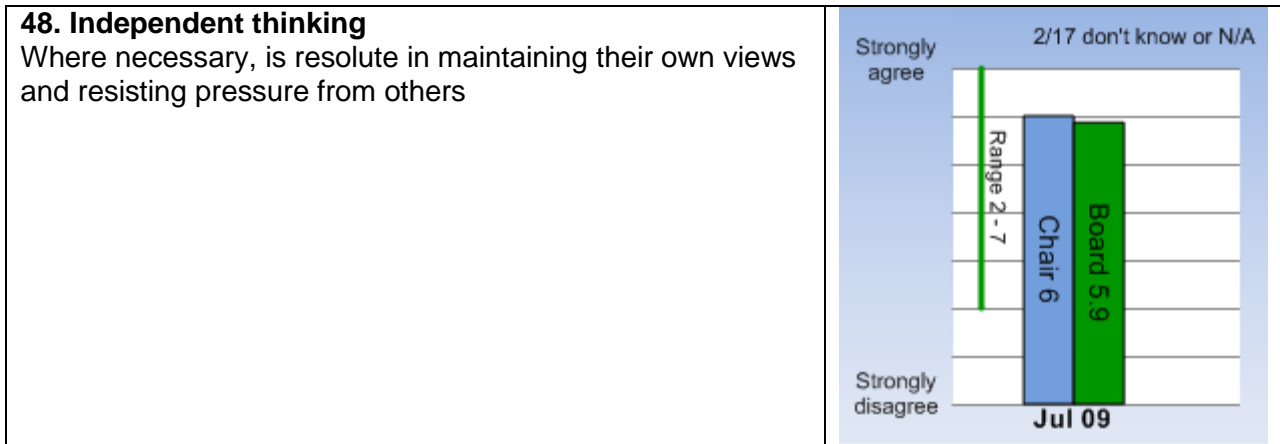 48. Independent thinking
Where necessary, is resolute in maintaining their own views
and resisting pressure from others
2/17 don't know or N/A
Strongly
agree
Range 2 - 7
Chair 6
Board 5.9
Strongly
disagree
Jul 09